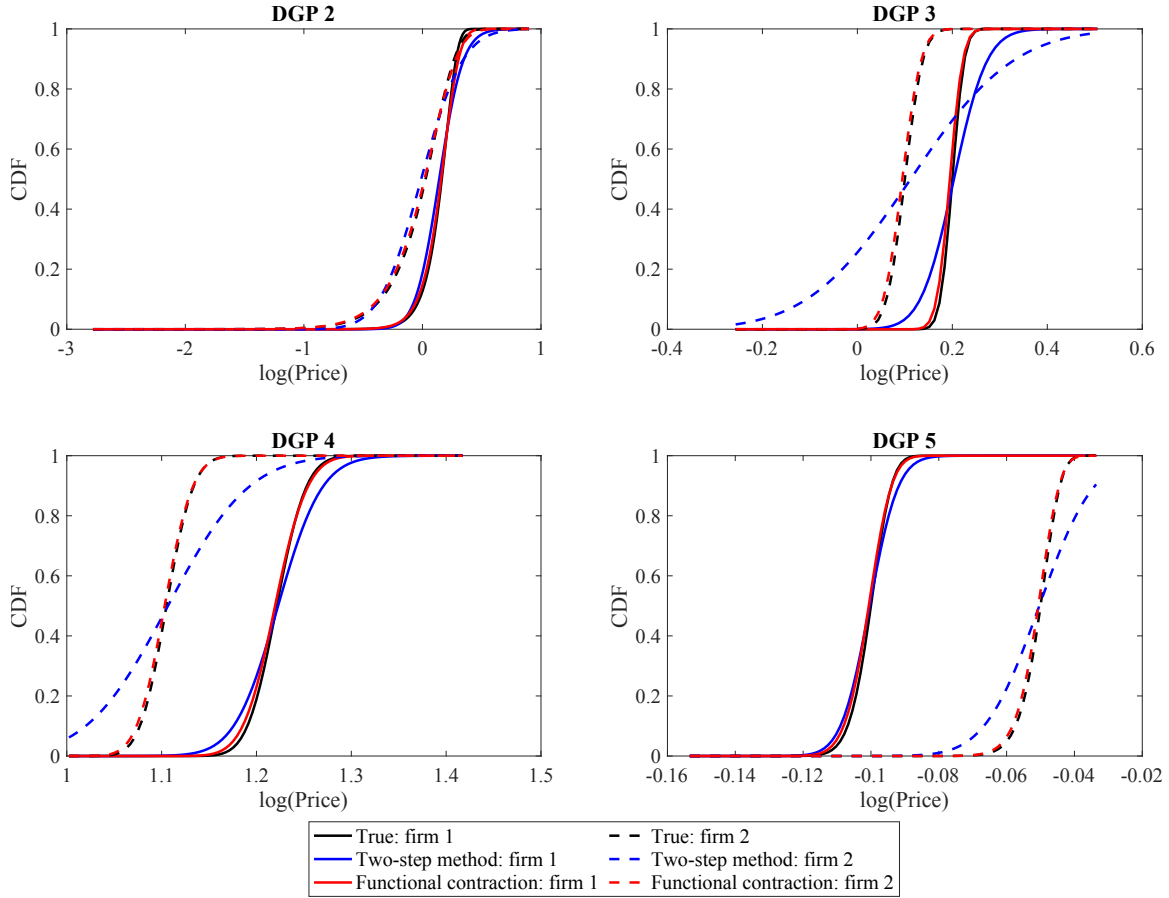 DGP 2
1
0.8
0.6
0.4
0.2
0
CDF
-3
-2
-1
0
1
log(Price)
DGP 3
1
0.8
0.6
0.4
0.2
0
CDF
-0.4
-0.2
0
0.2
0.4
0.6
log(Price)
DGP 4
1
0.8
0.6
0.4
0.2
0
CDF
1
1.1
1.2
1.3
1.4
1.5
log(Price)
DGP 5
1
0.8
0.6
0.4
0.2
0
CDF
-0.16
-0.14
-0.12
-0.1
-0.08
-0.06
-0.04
-0.02
log(Price)
True: firm 1
Two-step method: firm 1
Functional contraction: firm 1
True: firm 2
Two-step method: firm 2
Functional contraction: firm 2